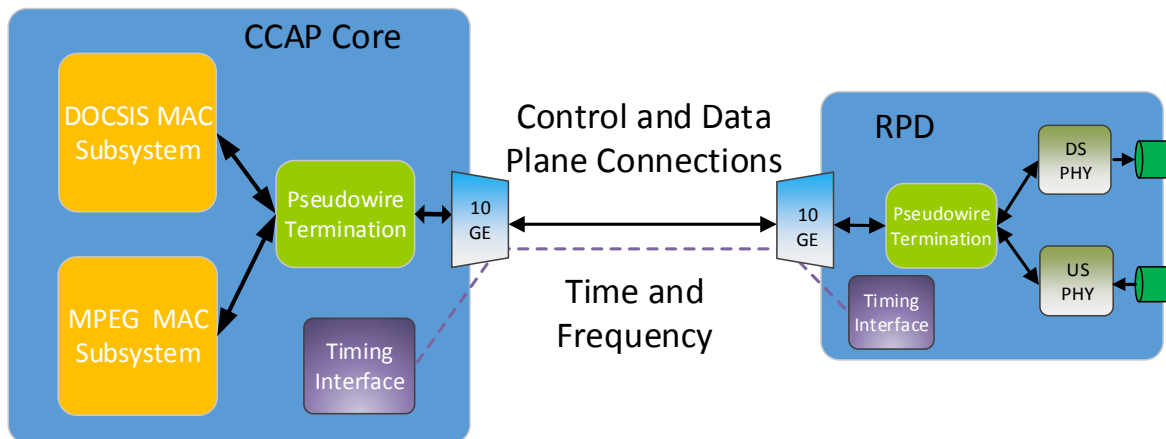 CCAP Core
DOCSIS MAC
Subsystem
Pseudowire
Termination
MPEG MAC
Subsystem
Timing
Interface
10
GE
Control and Data
Plane Connections
Time and
Frequency
10
GE
RPD
Pseudowire
Termination
DS
PHY
US
PHY
Timing
Interface